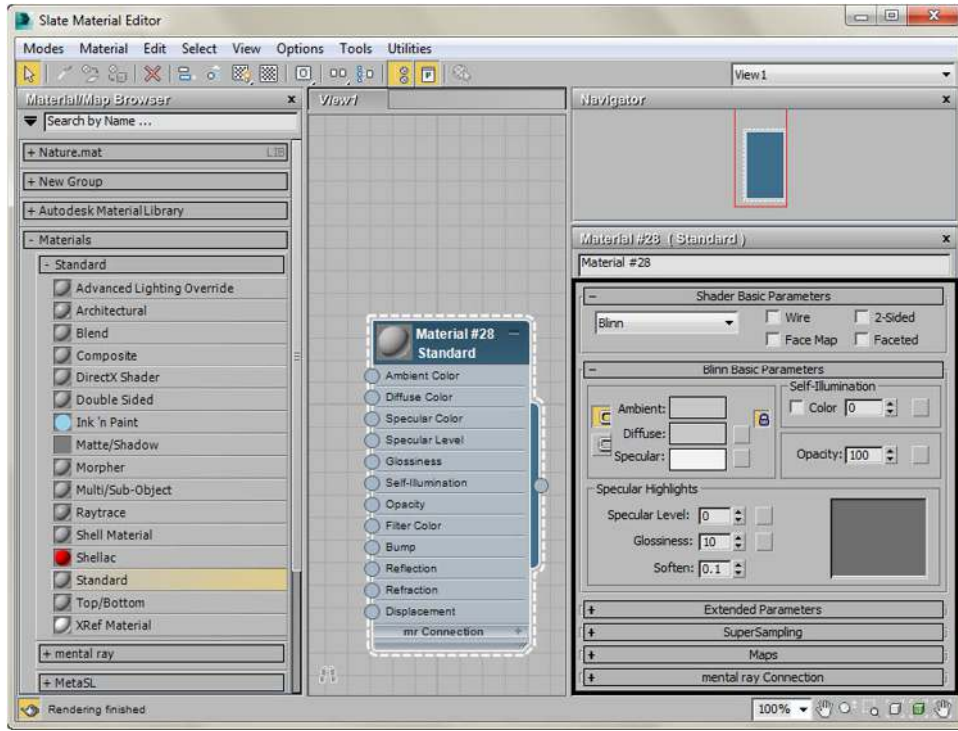 Slate Material Editor
Modes Material Edit Select View Options Tools Utilities
View1
Material/Map Browser
Search by Name ...
+ Nature.mat LIB
+ New Group
+ Autodesk Material Library
- Materials
- Standard
Advanced Lighting Override
Architectural
Blend
Composite
DirectX Shader
Double Sided
Ink 'n Paint
Matte/Shadow
Morpher
Multi/Sub-Object
Raytrace
Shell Material
Shellac
Standard
Top/Bottom
XRef Material
+ mental ray
+ MetaSL
View1
Material #28
Standard
Ambient Color
Diffuse Color
Specular Color
Specular Level
Glossiness
Self-Illumination
Opacity
Filter Color
Bump
Reflection
Refraction
Displacement
mr Connection +
Navigator
Material #28 ( Standard )
Material #28
- Shader Basic Parameters
Blinn
Wire 2-Sided
Face Map Faceted
- Blinn Basic Parameters
Self-Illumination
Ambient:
Color 0
Diffuse:
Specular:
Opacity: 100
Specular Highlights
Specular Level: 0
Glossiness: 10
Soften: 0.1
+ Extended Parameters
+ SuperSampling
+ Maps
+ mental ray Connection
Rendering finished
100%